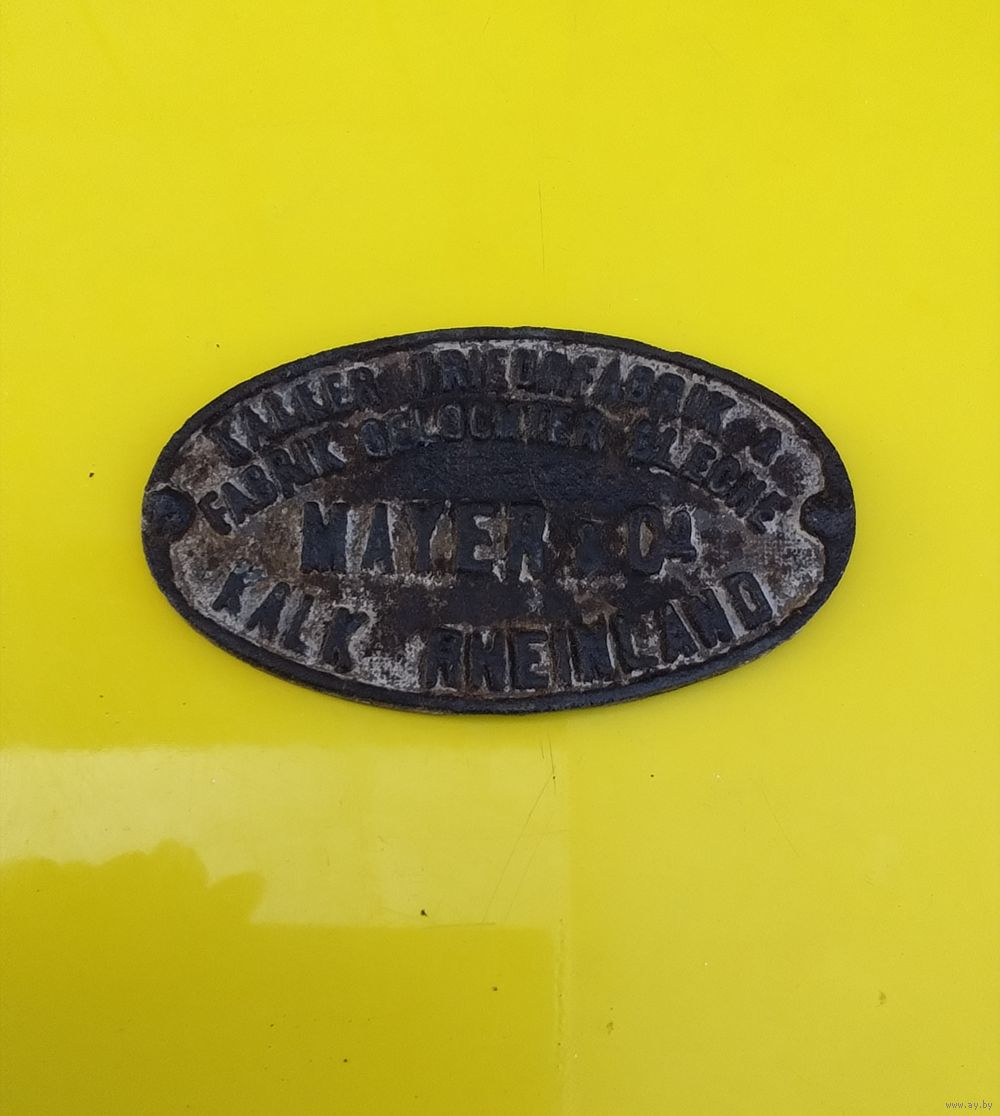 KALKER TRIEURFABRIK &
FABRIK GELOCHTER BLECHE
MAYER & Co
KALK RHEINLAND
www.ay.by